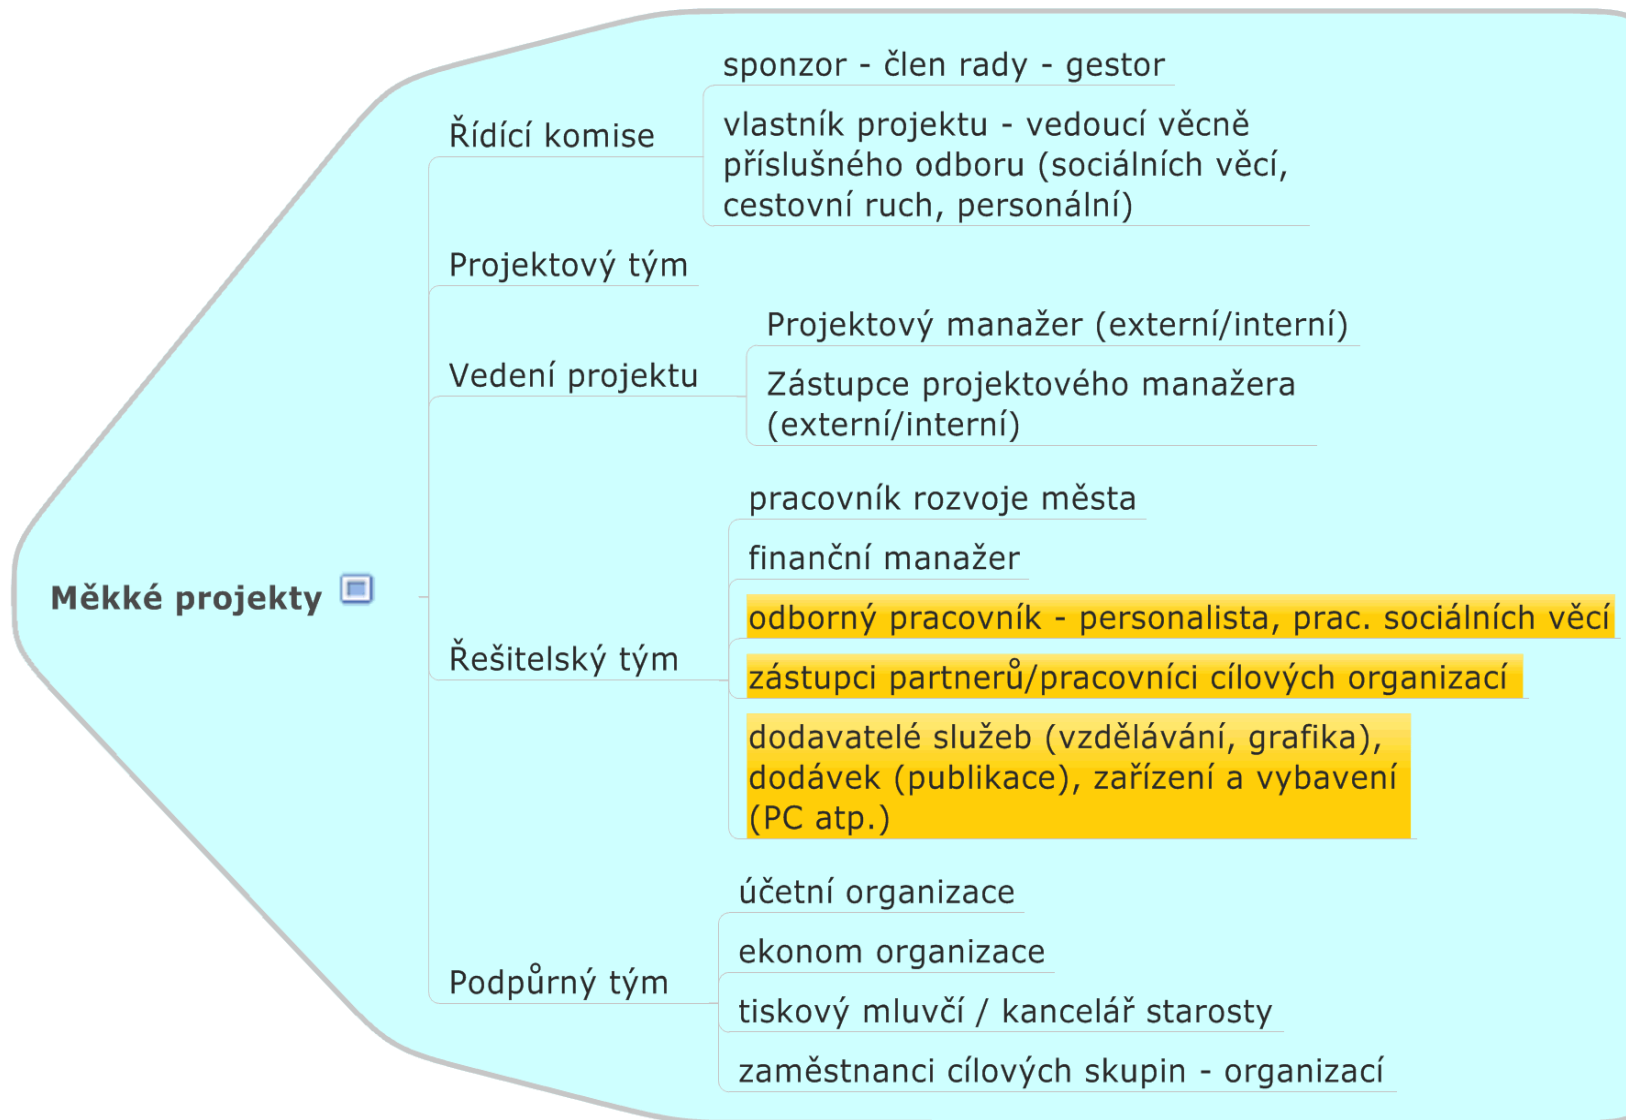 sponzor - člen rady - gestor
Řídící komise
vlastník projektu - vedoucí věcně
příslušného odboru (sociálních věcí,
cestovní ruch, personální)
Projektový tým
Projektový manažer (externí/interní)
Vedení projektu
Zástupce projektového manažera
(externí/interní)
pracovník rozvoje města
finanční manažer
Měkké projekty
odborný pracovník - personalista, prac. sociálních věcí
Řešitelský tým
zástupci partnerů/pracovníci cílových organizací
dodavatelé služeb (vzdělávání, grafika),
dodávek (publikace), zařízení a vybavení
(PC atp.)
účetní organizace
ekonom organizace
Podpůrný tým
tiskový mluvčí / kancelář starosty
zaměstnanci cílových skupin - organizací